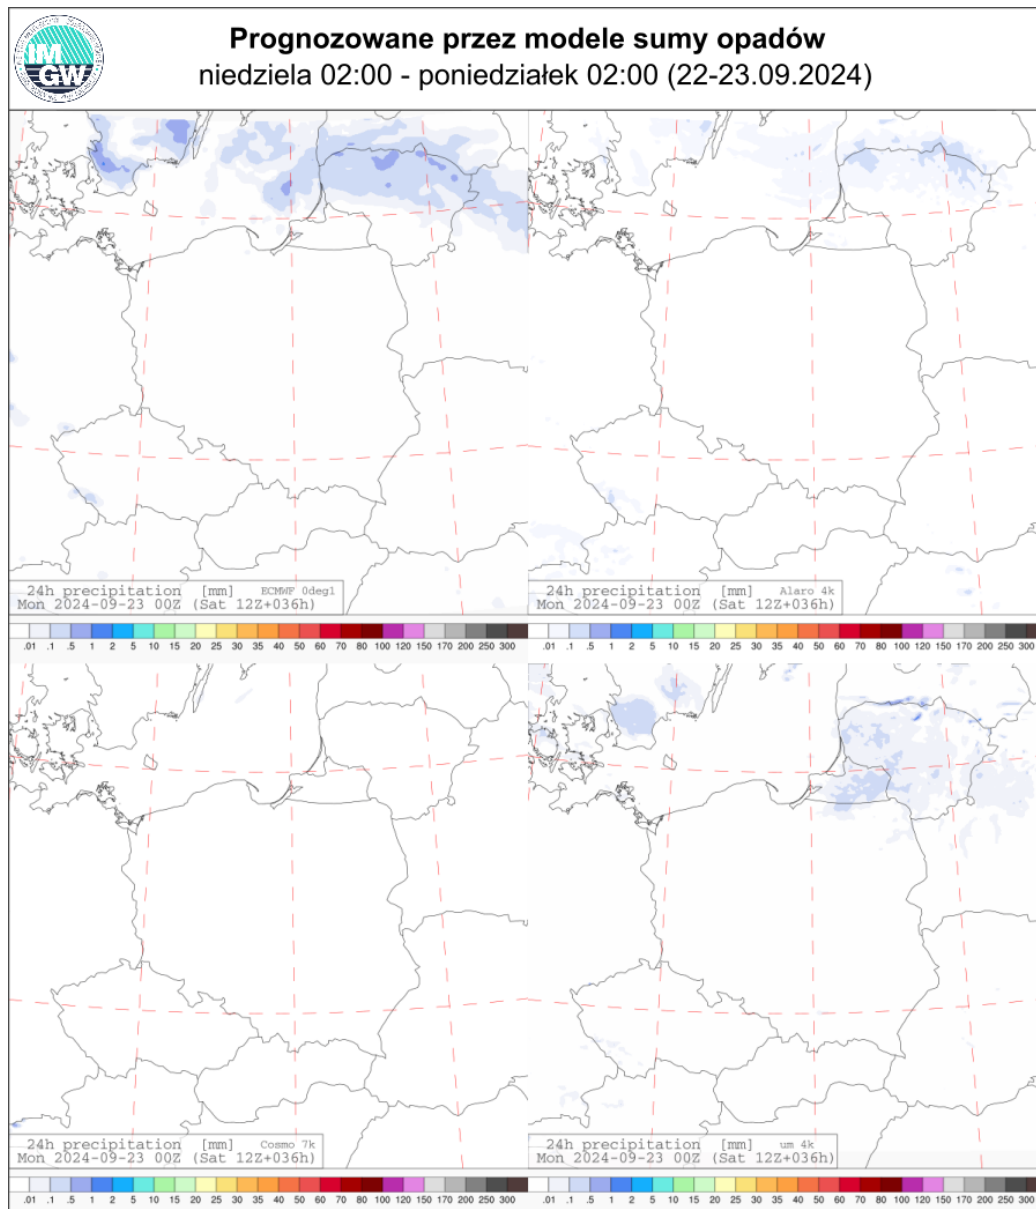 IM
GW
Prognozowane przez modele sumy opadów
niedziela 02:00 - poniedziałek 02:00 (22-23.09.2024)
24h precipitation [mm] ECMWF 0deg1
Mon 2024-09-23 00Z (Sat 12Z+036h)
.01 .1 .5 1 2 5 10 15 20 25 30 35 40 50 60 70 80 100 120 150 170 200 250 300
24h precipitation [mm] Alaro 4k
Mon 2024-09-23 00Z (Sat 12Z+036h)
.01 .1 .5 1 2 5 10 15 20 25 30 35 40 50 60 70 80 100 120 150 170 200 250 300
24h precipitation [mm] Cosmo 7k
Mon 2024-09-23 00Z (Sat 12Z+036h)
.01 .1 .5 1 2 5 10 15 20 25 30 35 40 50 60 70 80 100 120 150 170 200 250 300
24h precipitation [mm] um 4k
Mon 2024-09-23 00Z (Sat 12Z+036h)
.01 .1 .5 1 2 5 10 15 20 25 30 35 40 50 60 70 80 100 120 150 170 200 250 300